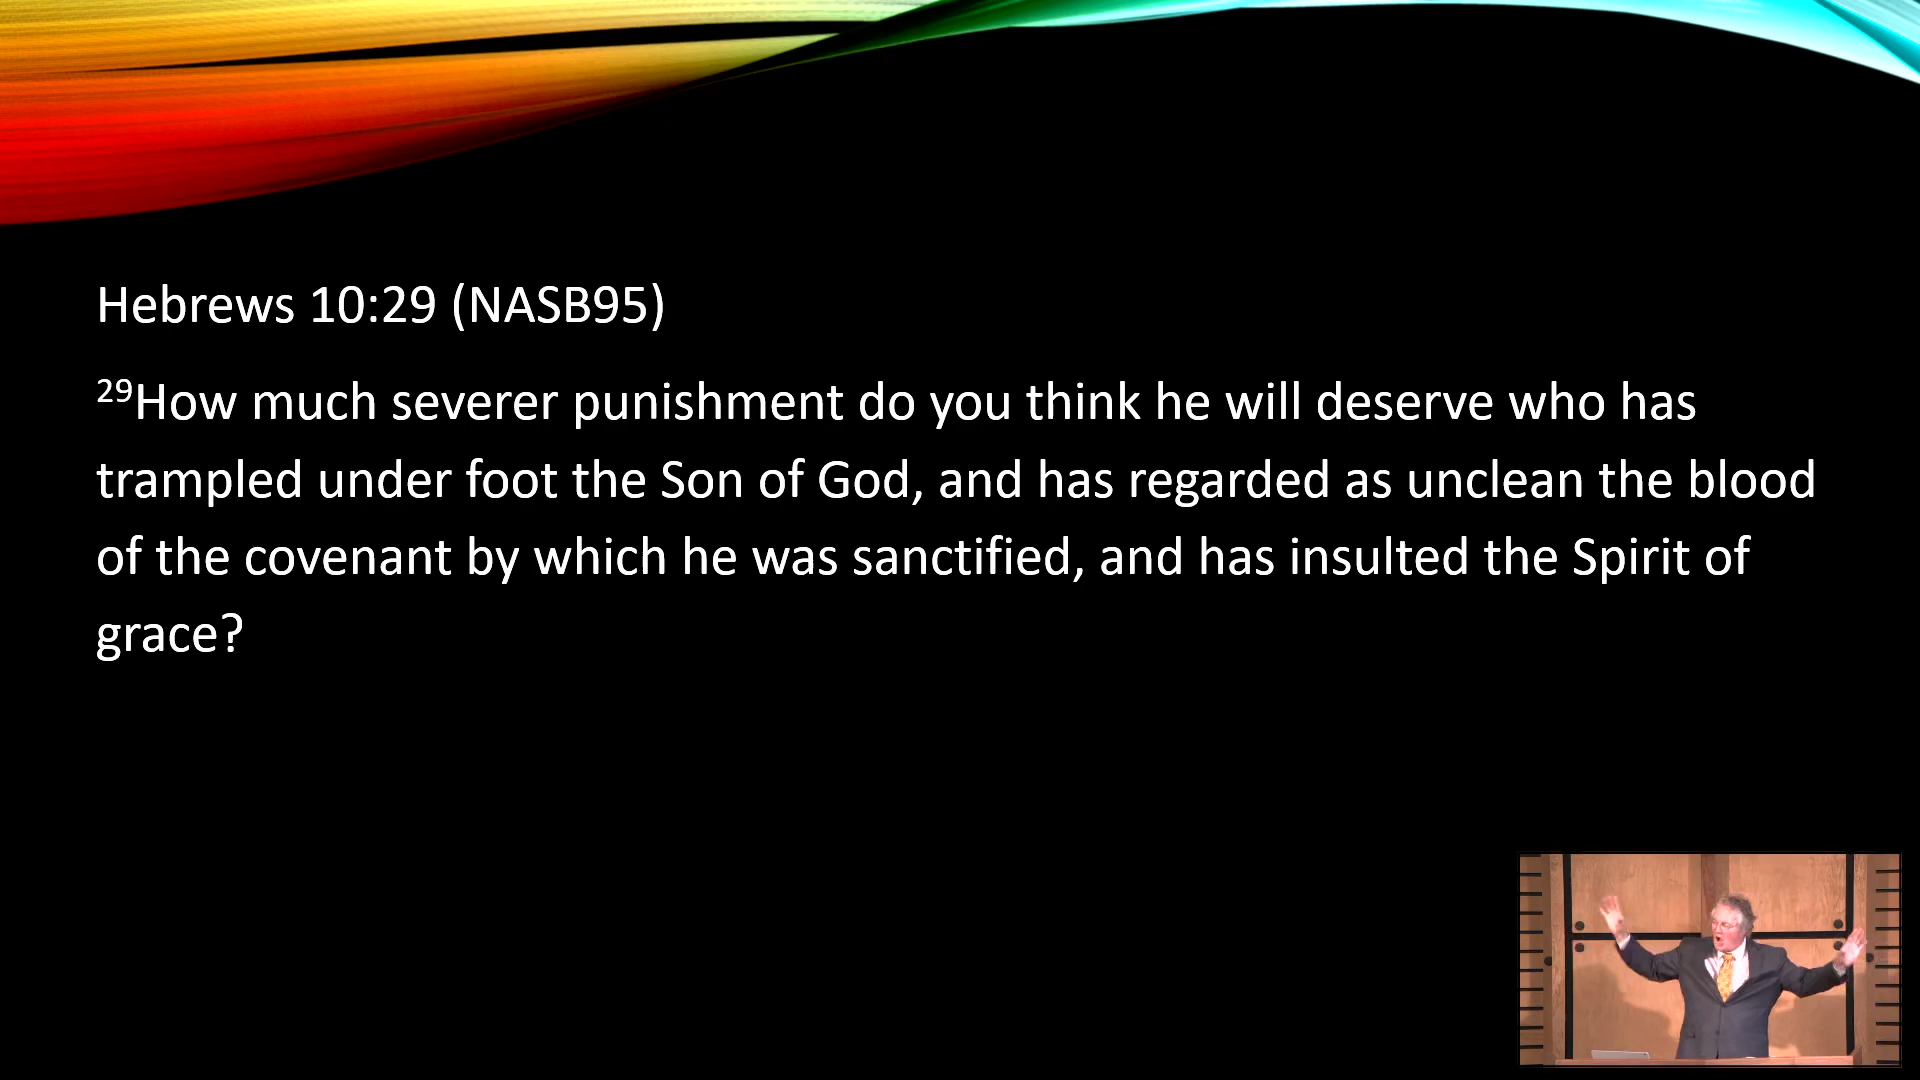 Hebrews 10:29 (NASB95)
29How much severer punishment do you think he will deserve who has
trampled under foot the Son of God, and has regarded as unclean the blood
of the covenant by which he was sanctified, and has insulted the Spirit of
grace?